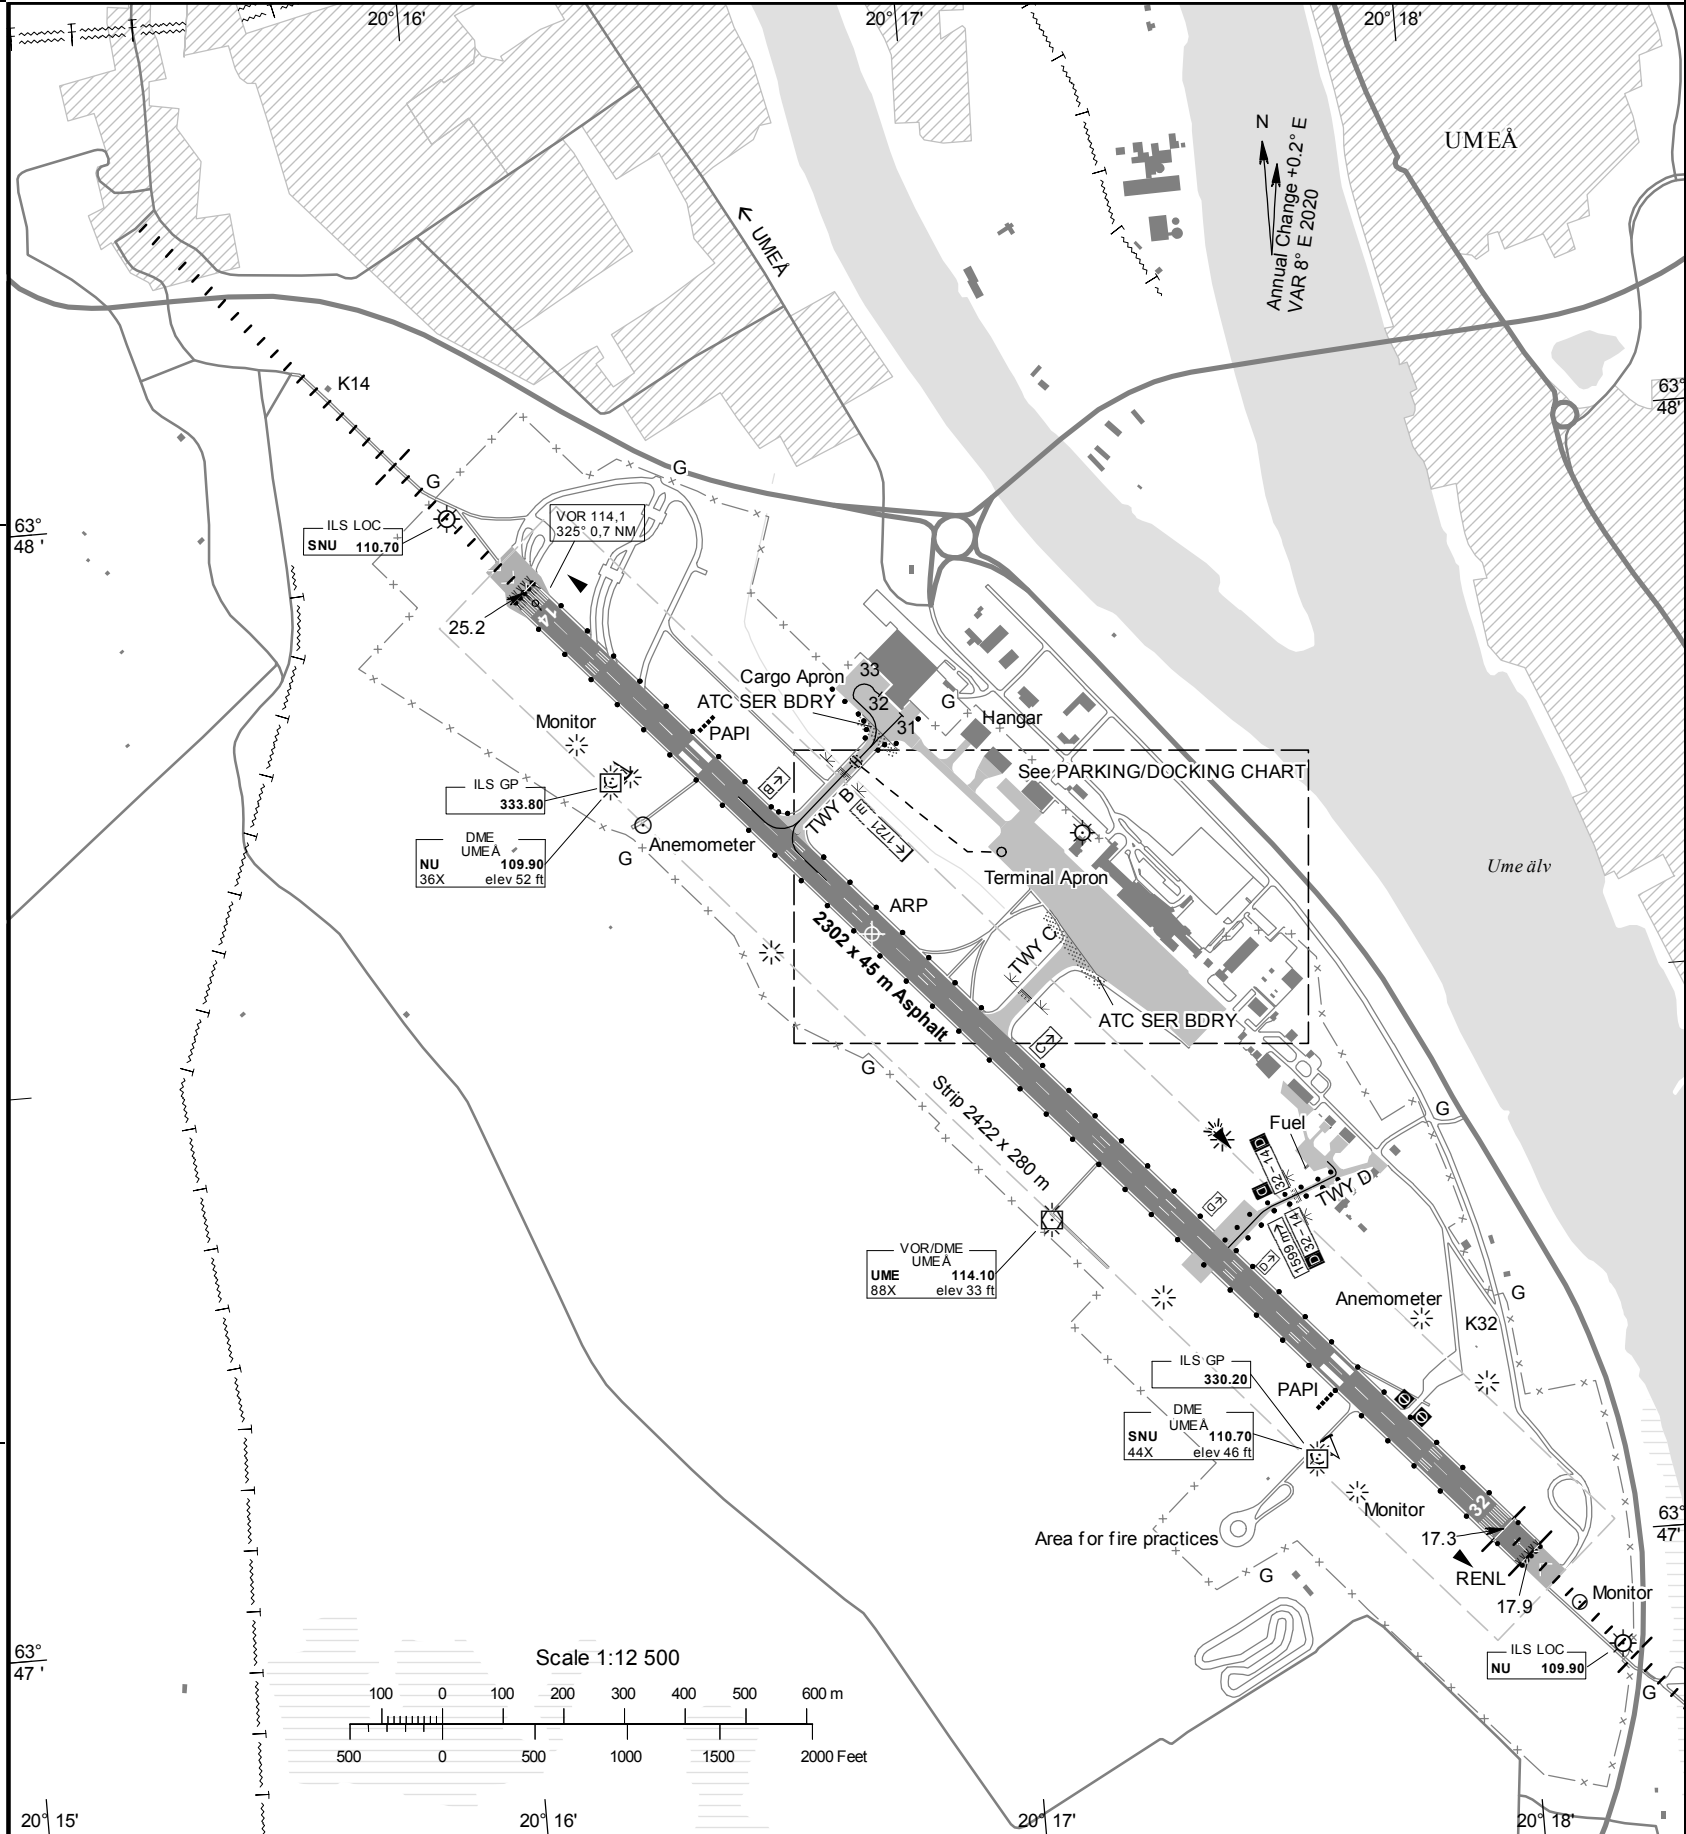 20° 16'
20° 17'
20° 18'
N
Annual Change +0.2° E
VAR 8° E 2020
UMEÅ
← UMEÅ
K14
63°
48'
G
G
VOR 114,1
325° 0,7 NM
ILS LOC
SNU 110.70
63°
48 '
14
25.2
33
Cargo Apron
ATC SER BDRY
32
31
G
Hangar
Monitor
PAPI
See PARKING/DOCKING CHART
ILS GP
333.80
B
TWY B
← 1721 m
DME
UMEÅ
NU 109.90
36X elev 52 ft
G
Anemometer
Terminal Apron
Ume älv
ARP
2302 x 45 m Asphalt
TWY C
ATC SER BDRY
C
G
Strip 2422 x 280 m
G
Fuel
32-14 D
D
TWY D
←D
32-14
1599 m→
D
D→
VOR/DME
UMEÅ
UME 114.10
88X elev 33 ft
Anemometer
G
K32
ILS GP
330.20
PAPI
DME
UMEÅ
SNU 110.70
44X elev 46 ft
Monitor
32
63°
47'
Area for fire practices
17.3
G
RENL
17.9
Monitor
ILS LOC
NU 109.90
G
63°
47 '
Scale 1:12 500
100 0 100 200 300 400 500 600 m
500 0 500 1000 1500 2000 Feet
20° 15'
20° 16'
20° 17'
20° 18'